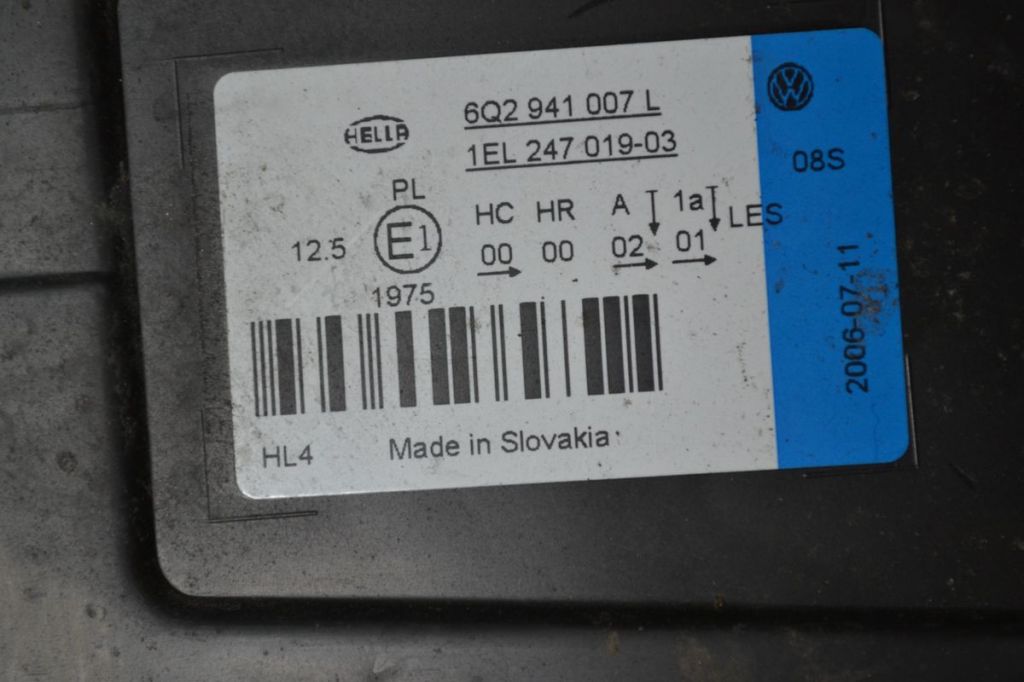 HELLA
6Q2 941 007 L
1EL 247 019-03
PL
12.5 E1
1975
HC HR A 1a LES
00 00 02 01
HL4 Made in Slovakia
VW
08S
2006-07-11